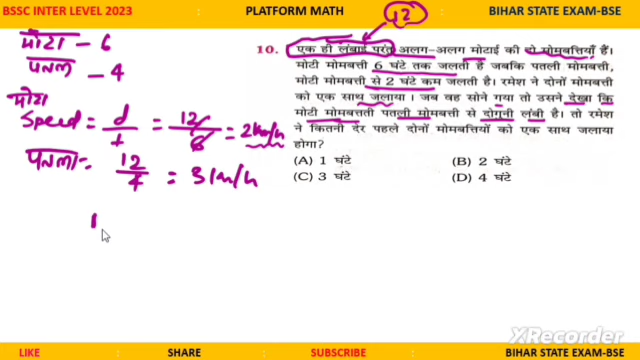 BSSC INTER LEVEL 2023 : PLATFORM MATH : BIHAR STATE EXAM-BSE
12
10. एक ही लंबाई परंतु अलग-अलग मोटाई की दो मोमबत्तियाँ हैं।
मोटी मोमबत्ती 6 घंटे तक जलती है जबकि पतली मोमबत्ती,
मोटी मोमबत्ती से 2 घंटे कम जलती है। रमेश ने दोनों मोमबत्ती
को एक साथ जलाया। जब वह सोने गया तो उसने देखा कि
मोटी मोमबत्तती पतली मोमबत्ती से दोगुनी लंबी है। तो रमेश ने
कितनी देर पहले दोनों मोमबत्तियों को एक साथ जलाया
होगा?
(A) 1 घंटे (B) 2 घंटे
(C) 3 घंटे (D) 4 घंटे
मोटा - 6
पतला - 4
मोटा
Speed = d/t = 12/6 = 2km/h
पतला = 12/4 = 3km/h
1
XRecorder
LIKE : SHARE : SUBSCRIBE : BIHAR STATE EXAM-BSE